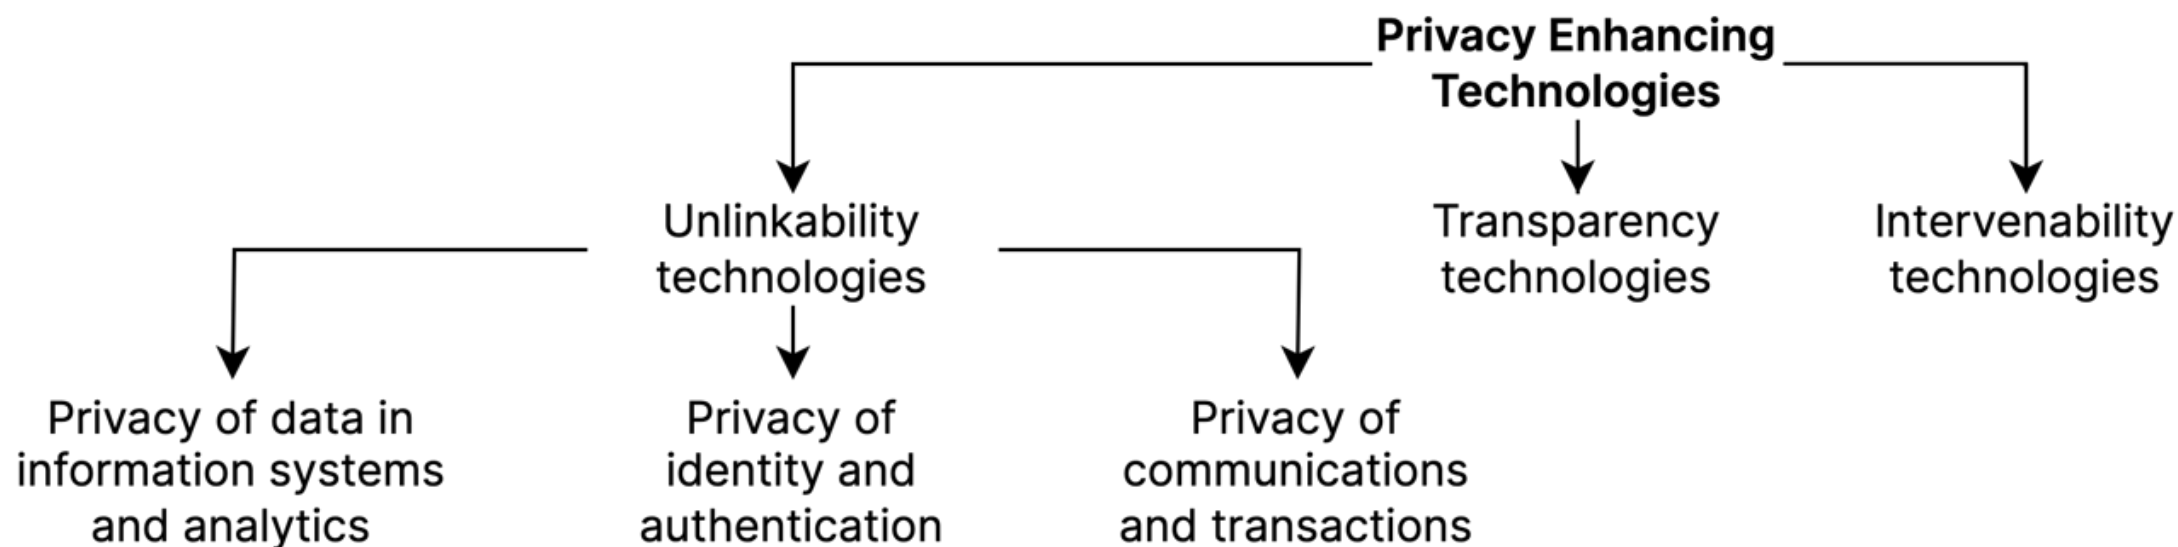 Privacy Enhancing
Technologies
Unlinkability
technologies
Transparency
technologies
Intervenability
technologies
Privacy of data in
information systems
and analytics
Privacy of
identity and
authentication
Privacy of
communications
and transactions